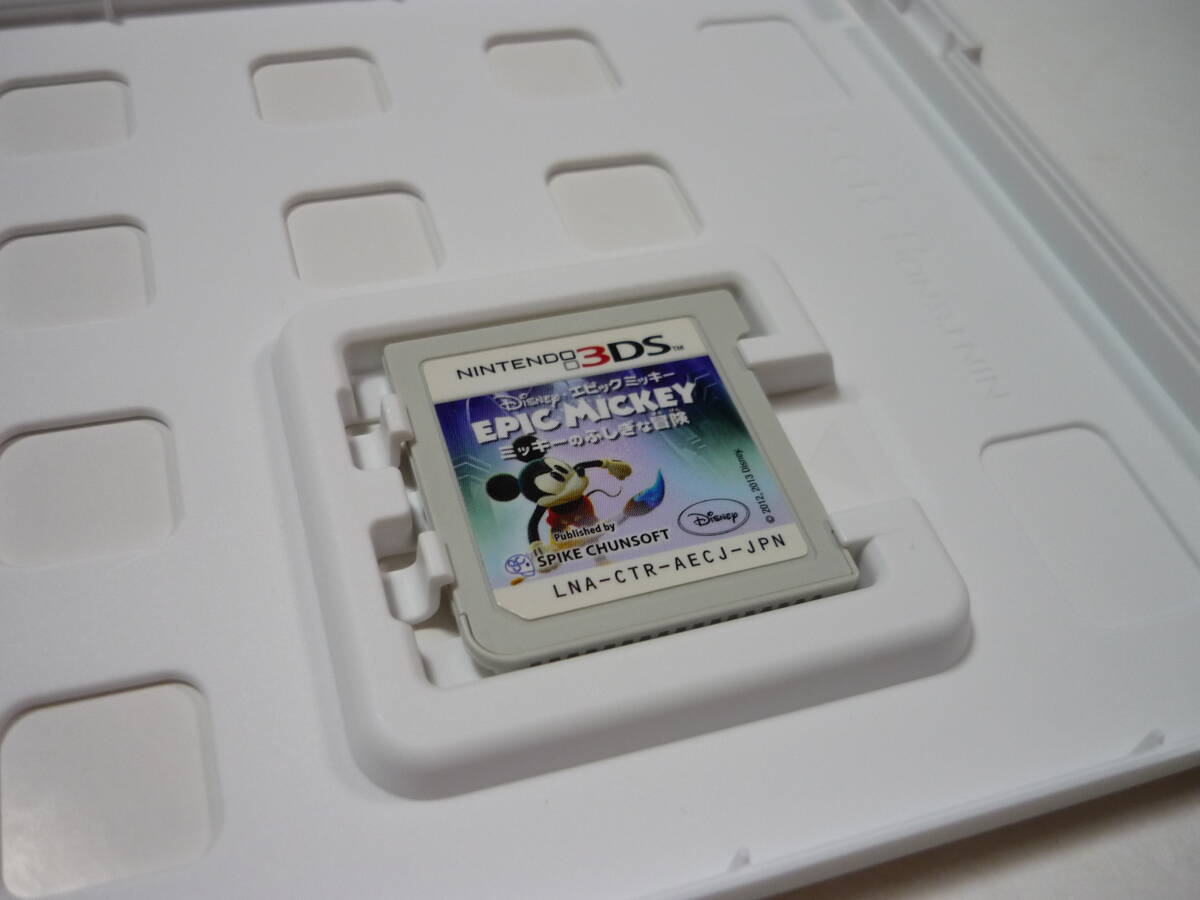 NINTENDO 3DS™
Disney・エピックミッキー
EPIC MICKEY
ミッキーのふしぎな冒険
© 2012, 2013 Disney
Disney
Published by
SPIKE CHUNSOFT
LNA-CTR-AECJ-JPN